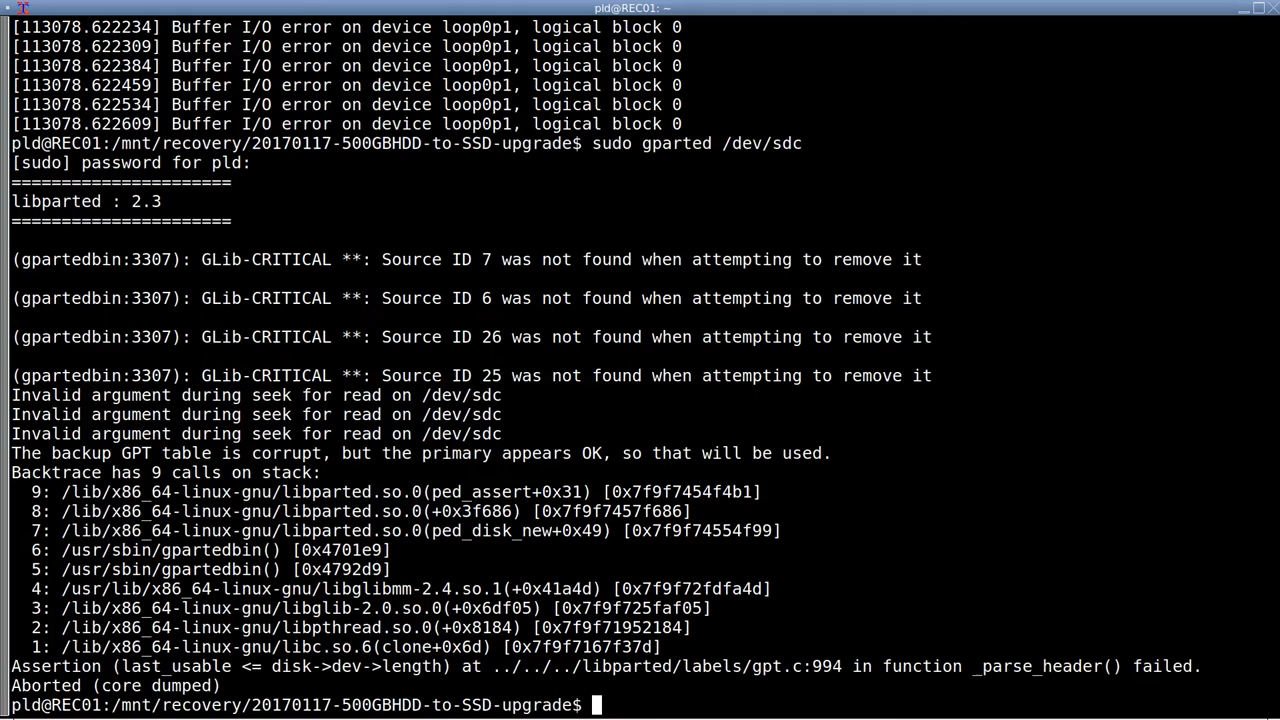 pld@REC01: ~
[113078.622234] Buffer I/O error on device loop0p1, logical block 0
[113078.622309] Buffer I/O error on device loop0p1, logical block 0
[113078.622384] Buffer I/O error on device loop0p1, logical block 0
[113078.622459] Buffer I/O error on device loop0p1, logical block 0
[113078.622534] Buffer I/O error on device loop0p1, logical block 0
[113078.622609] Buffer I/O error on device loop0p1, logical block 0
pld@REC01:/mnt/recovery/20170117-500GBHDD-to-SSD-upgrade$ sudo gparted /dev/sdc
[sudo] password for pld:
======================
libparted : 2.3
======================
(gpartedbin:3307): GLib-CRITICAL **: Source ID 7 was not found when attempting to remove it
(gpartedbin:3307): GLib-CRITICAL **: Source ID 6 was not found when attempting to remove it
(gpartedbin:3307): GLib-CRITICAL **: Source ID 26 was not found when attempting to remove it
(gpartedbin:3307): GLib-CRITICAL **: Source ID 25 was not found when attempting to remove it
Invalid argument during seek for read on /dev/sdc
Invalid argument during seek for read on /dev/sdc
Invalid argument during seek for read on /dev/sdc
The backup GPT table is corrupt, but the primary appears OK, so that will be used.
Backtrace has 9 calls on stack:
  9: /lib/x86_64-linux-gnu/libparted.so.0(ped_assert+0x31) [0x7f9f7454f4b1]
  8: /lib/x86_64-linux-gnu/libparted.so.0(+0x3f686) [0x7f9f7457f686]
  7: /lib/x86_64-linux-gnu/libparted.so.0(ped_disk_new+0x49) [0x7f9f74554f99]
  6: /usr/sbin/gpartedbin() [0x4701e9]
  5: /usr/sbin/gpartedbin() [0x4792d9]
  4: /usr/lib/x86_64-linux-gnu/libglibmm-2.4.so.1(+0x41a4d) [0x7f9f72fdfa4d]
  3: /lib/x86_64-linux-gnu/libglib-2.0.so.0(+0x6df05) [0x7f9f725faf05]
  2: /lib/x86_64-linux-gnu/libpthread.so.0(+0x8184) [0x7f9f71952184]
  1: /lib/x86_64-linux-gnu/libc.so.6(clone+0x6d) [0x7f9f7167f37d]
Assertion (last_usable <= disk->dev->length) at ../../../libparted/labels/gpt.c:994 in function _parse_header() failed.
Aborted (core dumped)
pld@REC01:/mnt/recovery/20170117-500GBHDD-to-SSD-upgrade$